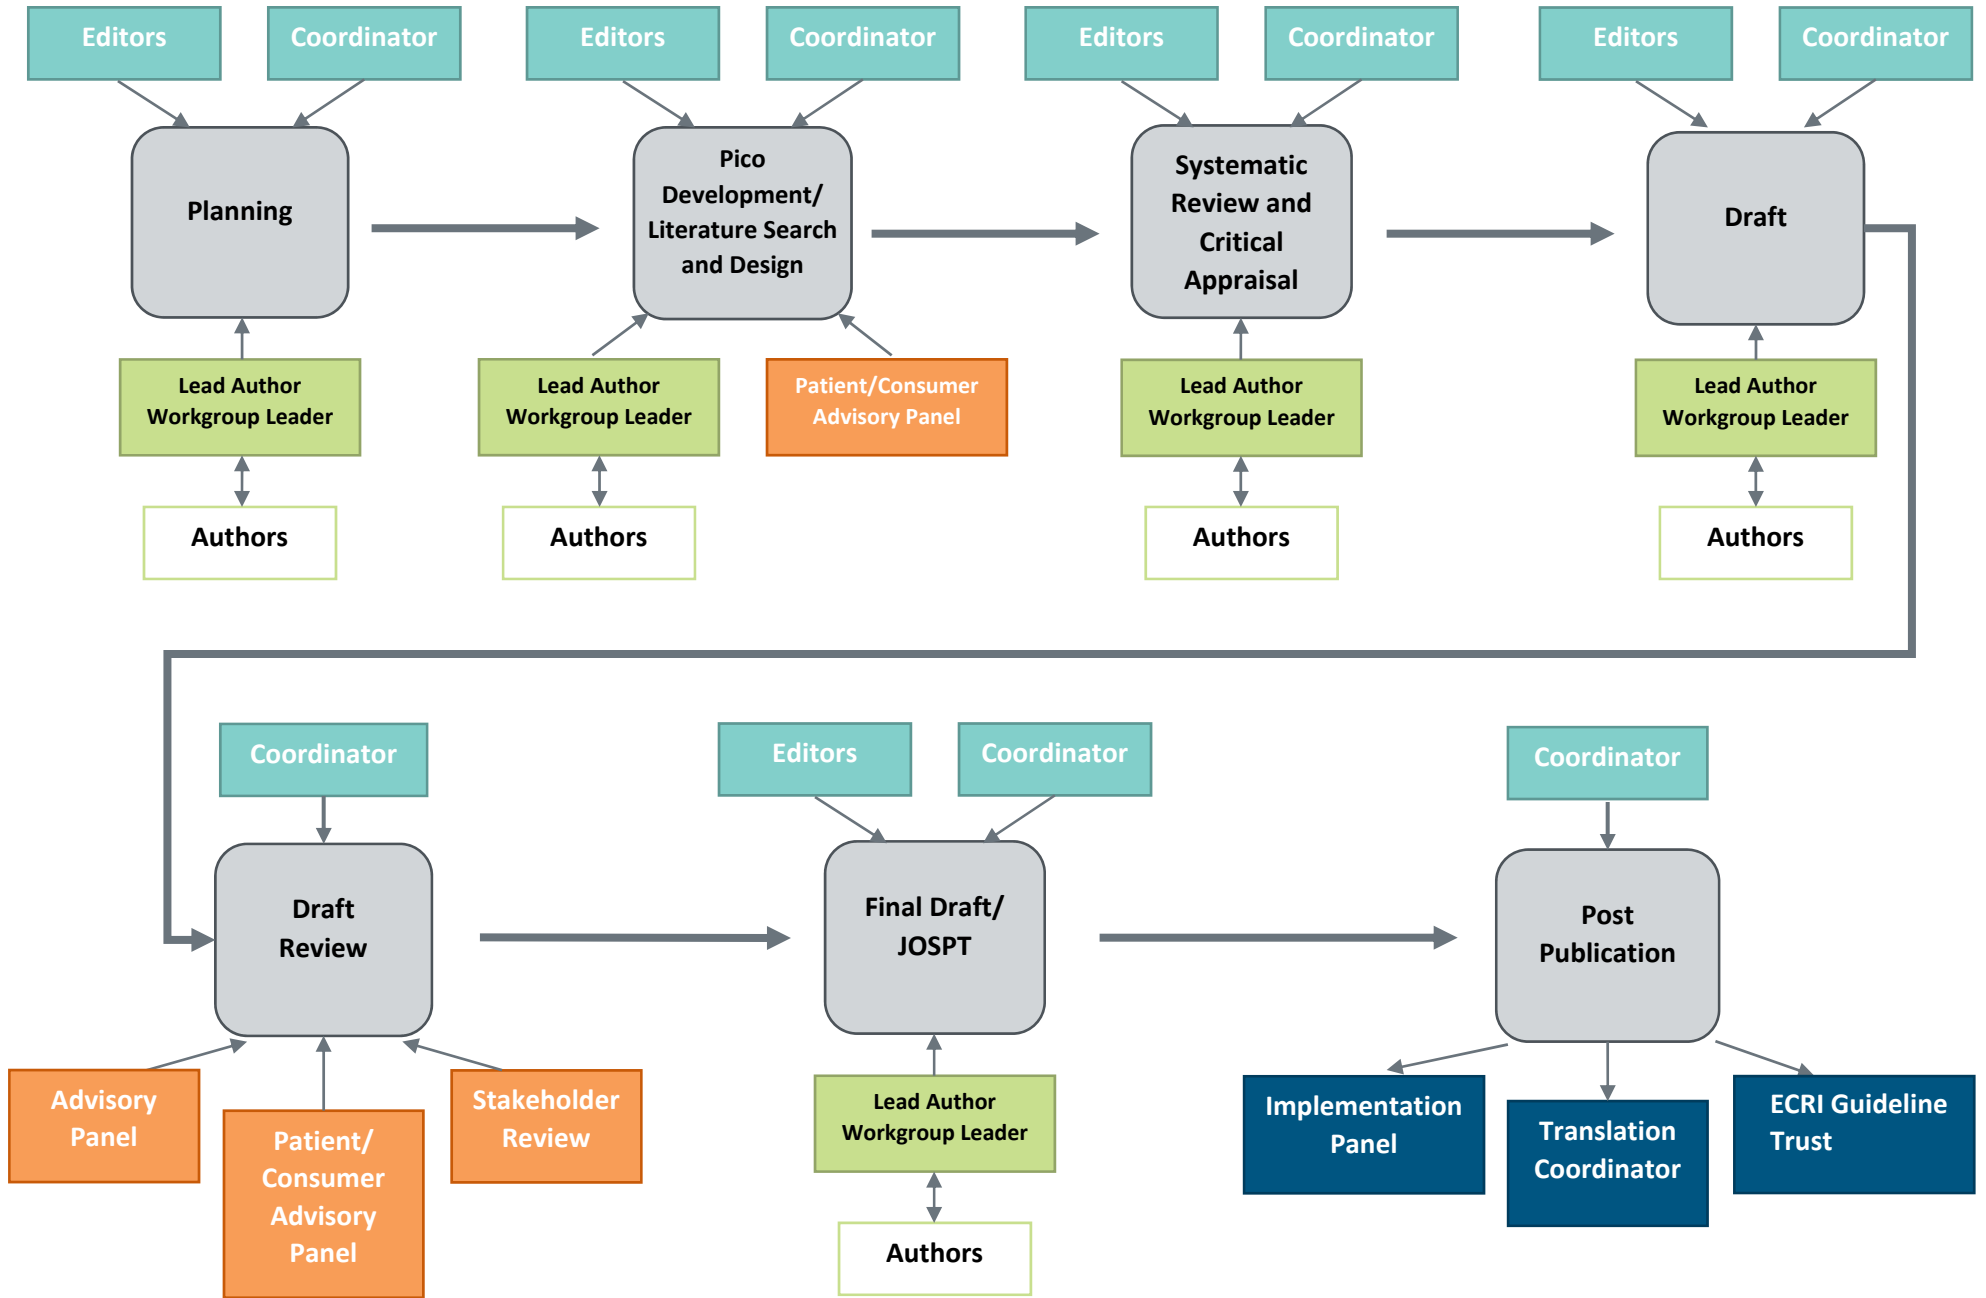 Editors
Coordinator
Editors
Coordinator
Editors
Coordinator
Editors
Coordinator
Planning
Pico
Development/
Literature Search
and Design
Systematic
Review and
Critical
Appraisal
Draft
Lead Author
Workgroup Leader
Lead Author
Workgroup Leader
Patient/Consumer
Advisory Panel
Lead Author
Workgroup Leader
Lead Author
Workgroup Leader
Authors
Authors
Authors
Authors
Coordinator
Editors
Coordinator
Coordinator
Draft
Review
Final Draft/
JOSPT
Post
Publication
Advisory
Panel
Patient/
Consumer
Advisory
Panel
Stakeholder
Review
Lead Author
Workgroup Leader
Authors
Implementation
Panel
Translation
Coordinator
ECRI Guideline
Trust